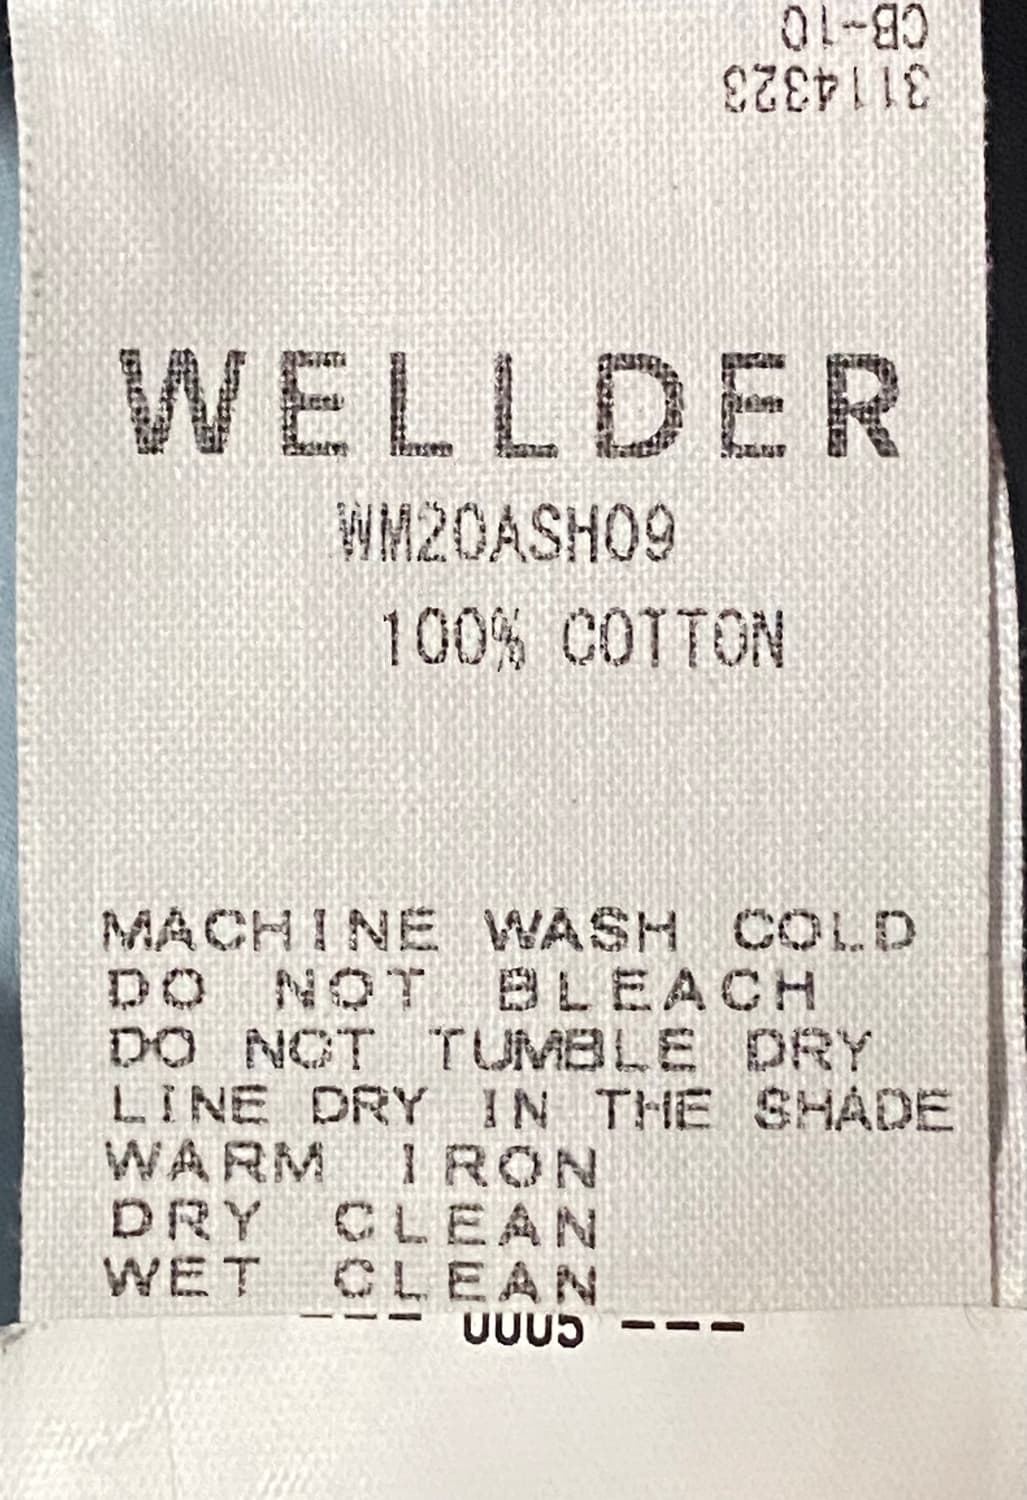 CB-10
3114323
WELLDER
WM20ASH09
100% COTTON
MACHINE WASH COLD
DO NOT BLEACH
DO NOT TUMBLE DRY
LINE DRY IN THE SHADE
WARM IRON
DRY CLEAN
WET CLEAN
--- 0005 ---